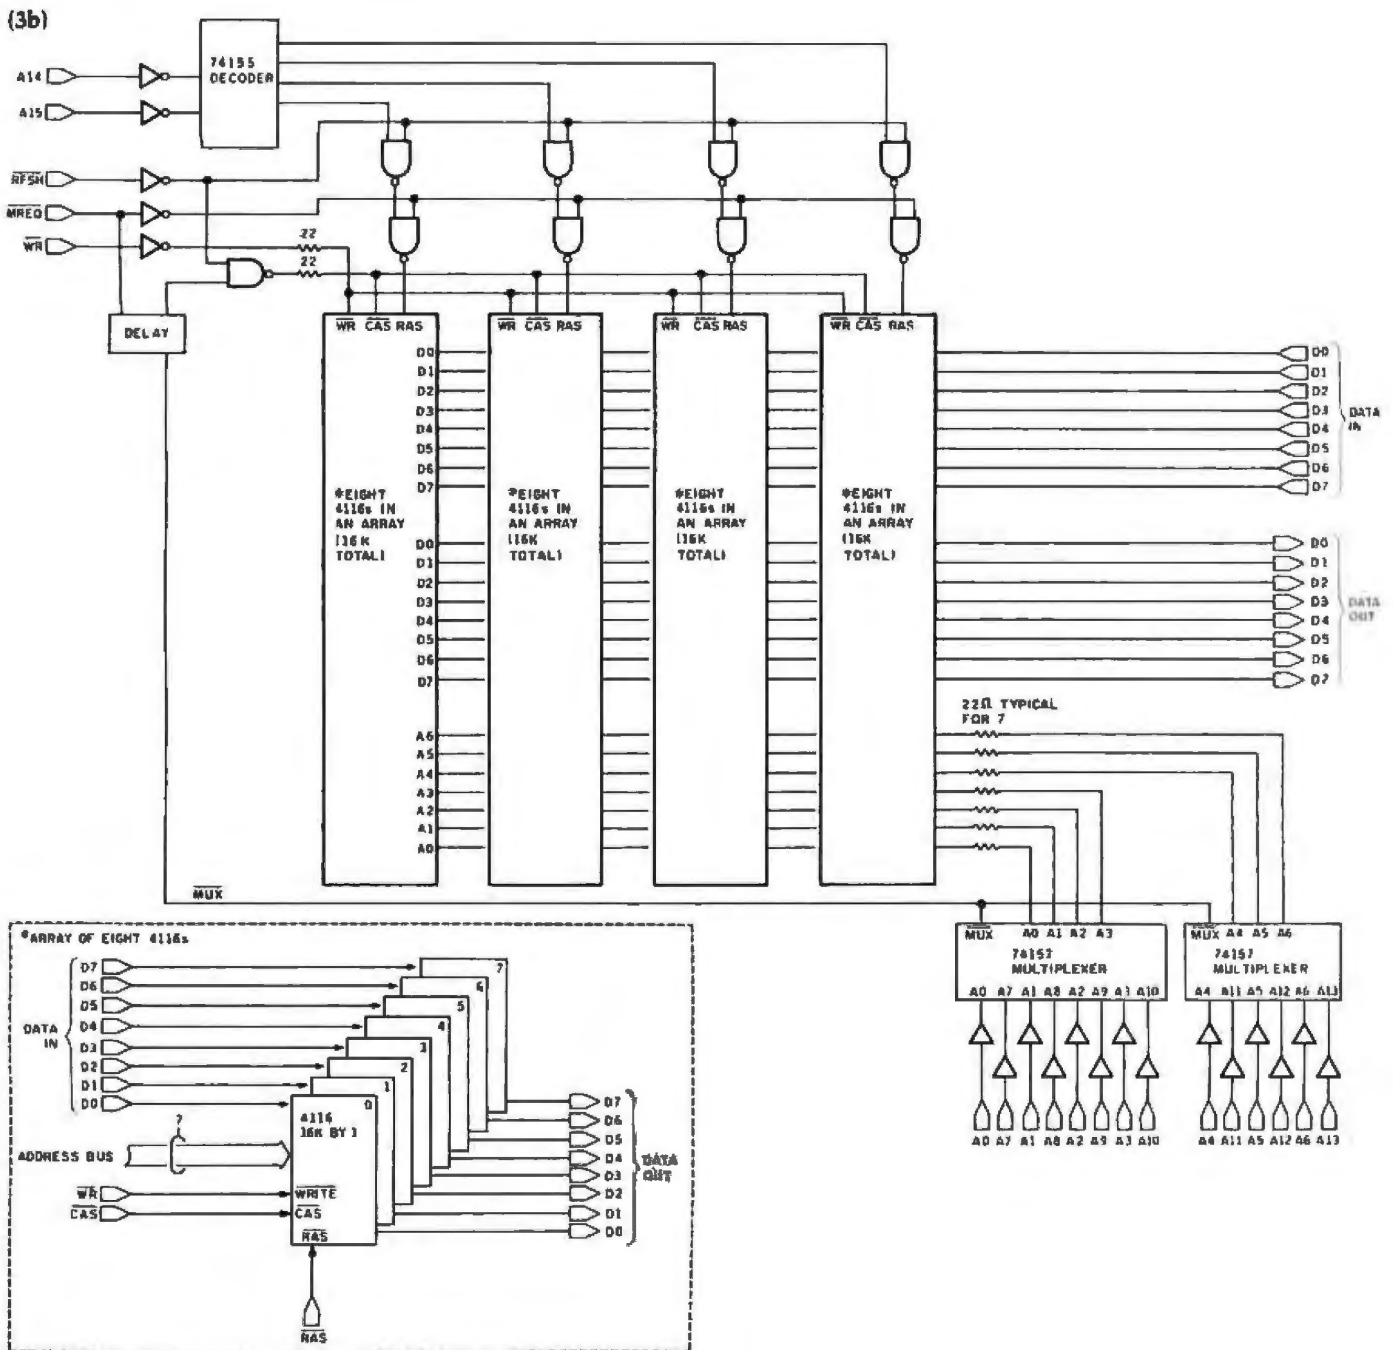 (3b)
A14
A15
74155
DECODER
RFSH
MREQ
WR
22
22
DELAY
WR CAS RAS
WR CAS RAS
WR CAS RAS
WR CAS RAS
D0
D1
D2
D3
D4
D5
D6
D7
D0
D1
D2
D3
D4
D5
D6
D7
A6
A5
A4
A3
A2
A1
A0
*EIGHT
4116s IN
AN ARRAY
(16K
TOTAL)
*EIGHT
4116s IN
AN ARRAY
(16K
TOTAL)
*EIGHT
4116s IN
AN ARRAY
(16K
TOTAL)
*EIGHT
4116s IN
AN ARRAY
(16K
TOTAL)
D0
D1
D2
D3
D4
D5
D6
D7
DATA
IN
D0
D1
D2
D3
D4
D5
D6
D7
DATA
OUT
22Ω TYPICAL
FOR 7
MUX
MUX A0 A1 A2 A3
74157
MULTIPLEXER
A0 A7 A1 A8 A2 A9 A3 A10
A0 A7 A1 A8 A2 A9 A3 A10
MUX A4 A5 A6
74157
MULTIPLEXER
A4 A11 A5 A12 A6 A13
A4 A11 A5 A12 A6 A13
*ARRAY OF EIGHT 4116s
DATA
IN
D7
D6
D5
D4
D3
D2
D1
D0
7
6
5
4
3
2
1
0
4116
16K BY 1
7
ADDRESS BUS
WR
CAS
WRITE
CAS
RAS
RAS
D7
D6
D5
D4
D3
D2
D1
D0
DATA
OUT